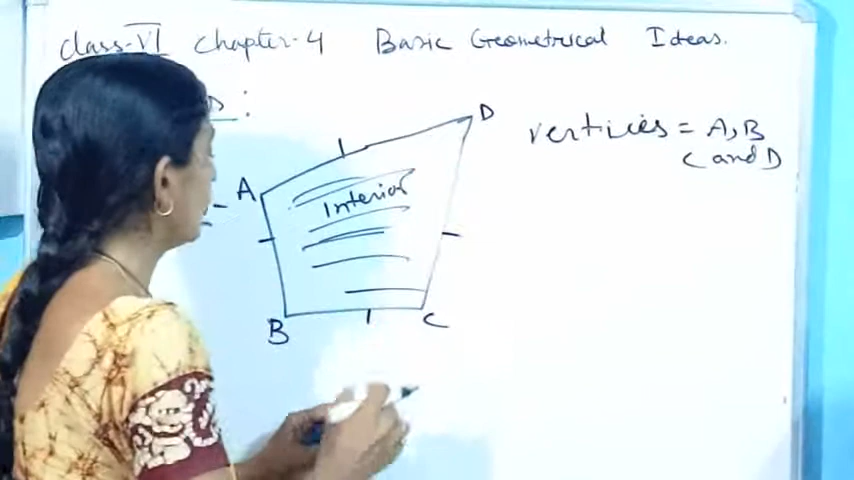 class-VI chapter-4 Basic Geometrical Ideas.
D :
D
vertices = A, B
C and D
A
Interior
B
C